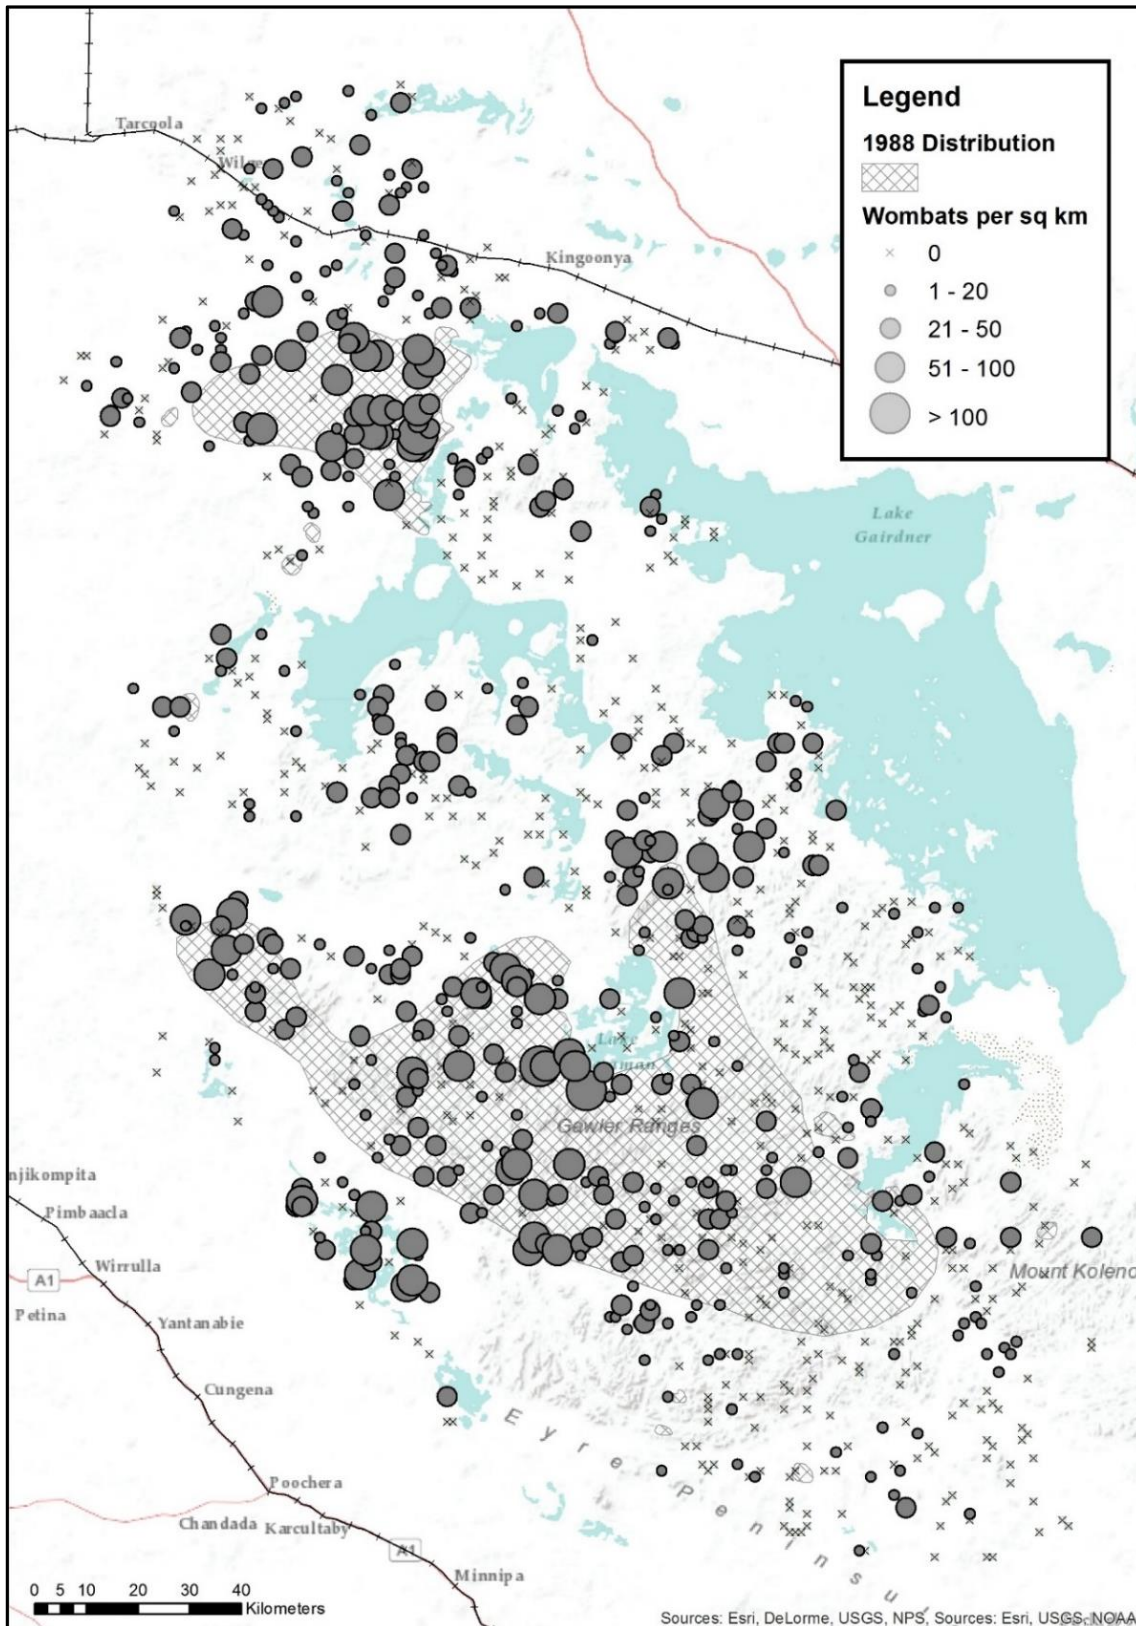 Legend
1988 Distribution
Wombats per sq km
0
1 - 20
21 - 50
51 - 100
> 100
Tarcoola
Kingoonya
Lake
Gairdner
Gawler Ranges
njikompita
Pimbaacla
Wirrulla
A1
Petina
Yantanabie
Mount Kolenc
Cungena
Eyre Peninsu
Poochera
Chandada
Karcultaby
A1
Minnipa
0 5 10 20 30 40
Kilometers
Sources: Esri, DeLorme, USGS, NPS, Sources: Esri, USGS, NOAA